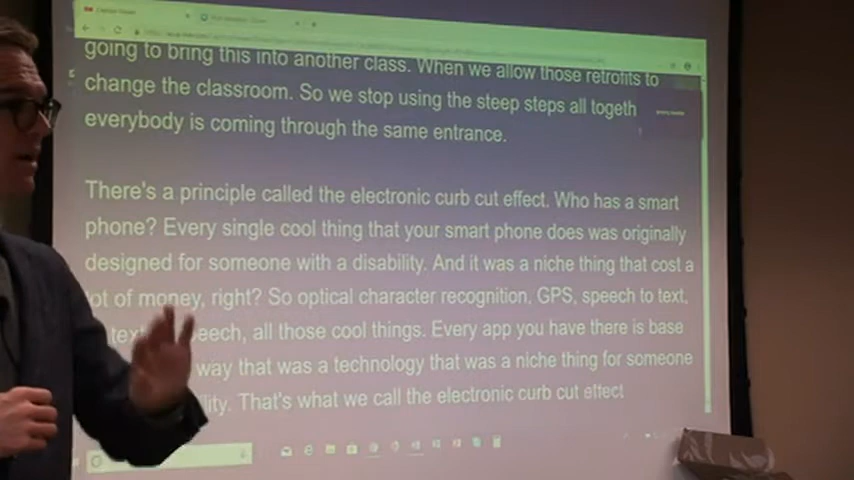 going to bring this into another class. When we allow those retrofits to
change the classroom. So we stop using the steep steps all togeth
everybody is coming through the same entrance.
There's a principle called the electronic curb cut effect. Who has a smart
phone? Every single cool thing that your smart phone does was originally
designed for someone with a disability. And it was a niche thing that cost a
lot of money, right? So optical character recognition, GPS, speech to text,
text eech, all those cool things. Every app you have there is base
way that was a technology that was a niche thing for someone
ility. That's what we call the electronic curb cut effect